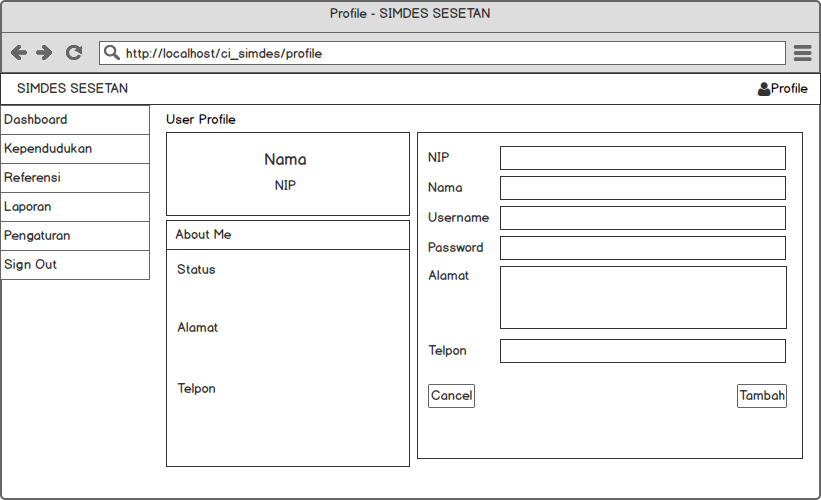 Profile - SIMDES SESETAN
http://localhost/ci_simdes/profile
SIMDES SESETAN
Profile
Dashboard
Kependudukan
Referensi
Laporan
Pengaturan
Sign Out
User Profile
Nama
NIP
About Me
Status
Alamat
Telpon
NIP
Nama
Username
Password
Alamat
Telpon
Cancel
Tambah